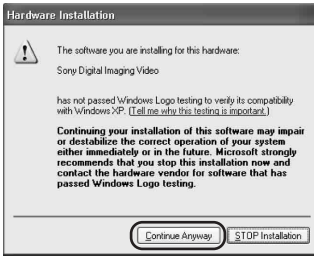 Hardware Installation
The software you are installing for this hardware:
Sony Digital Imaging Video
has not passed Windows Logo testing to verify its compatibility
with Windows XP. (Tell me why this testing is important.)
Continuing your installation of this software may impair
or destabilize the correct operation of your system
either immediately or in the future. Microsoft strongly
recommends that you stop this installation now and
contact the hardware vendor for software that has
passed Windows Logo testing.
Continue Anyway
STOP Installation